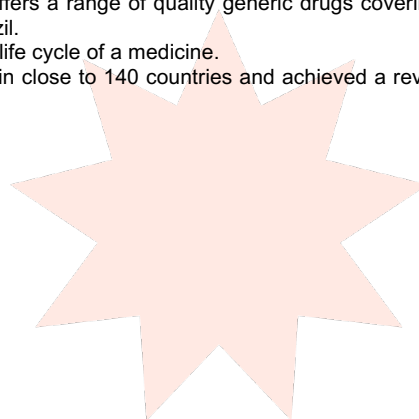 ffers a range of quality generic drugs coveri
zil.
life cycle of a medicine.
in close to 140 countries and achieved a rev